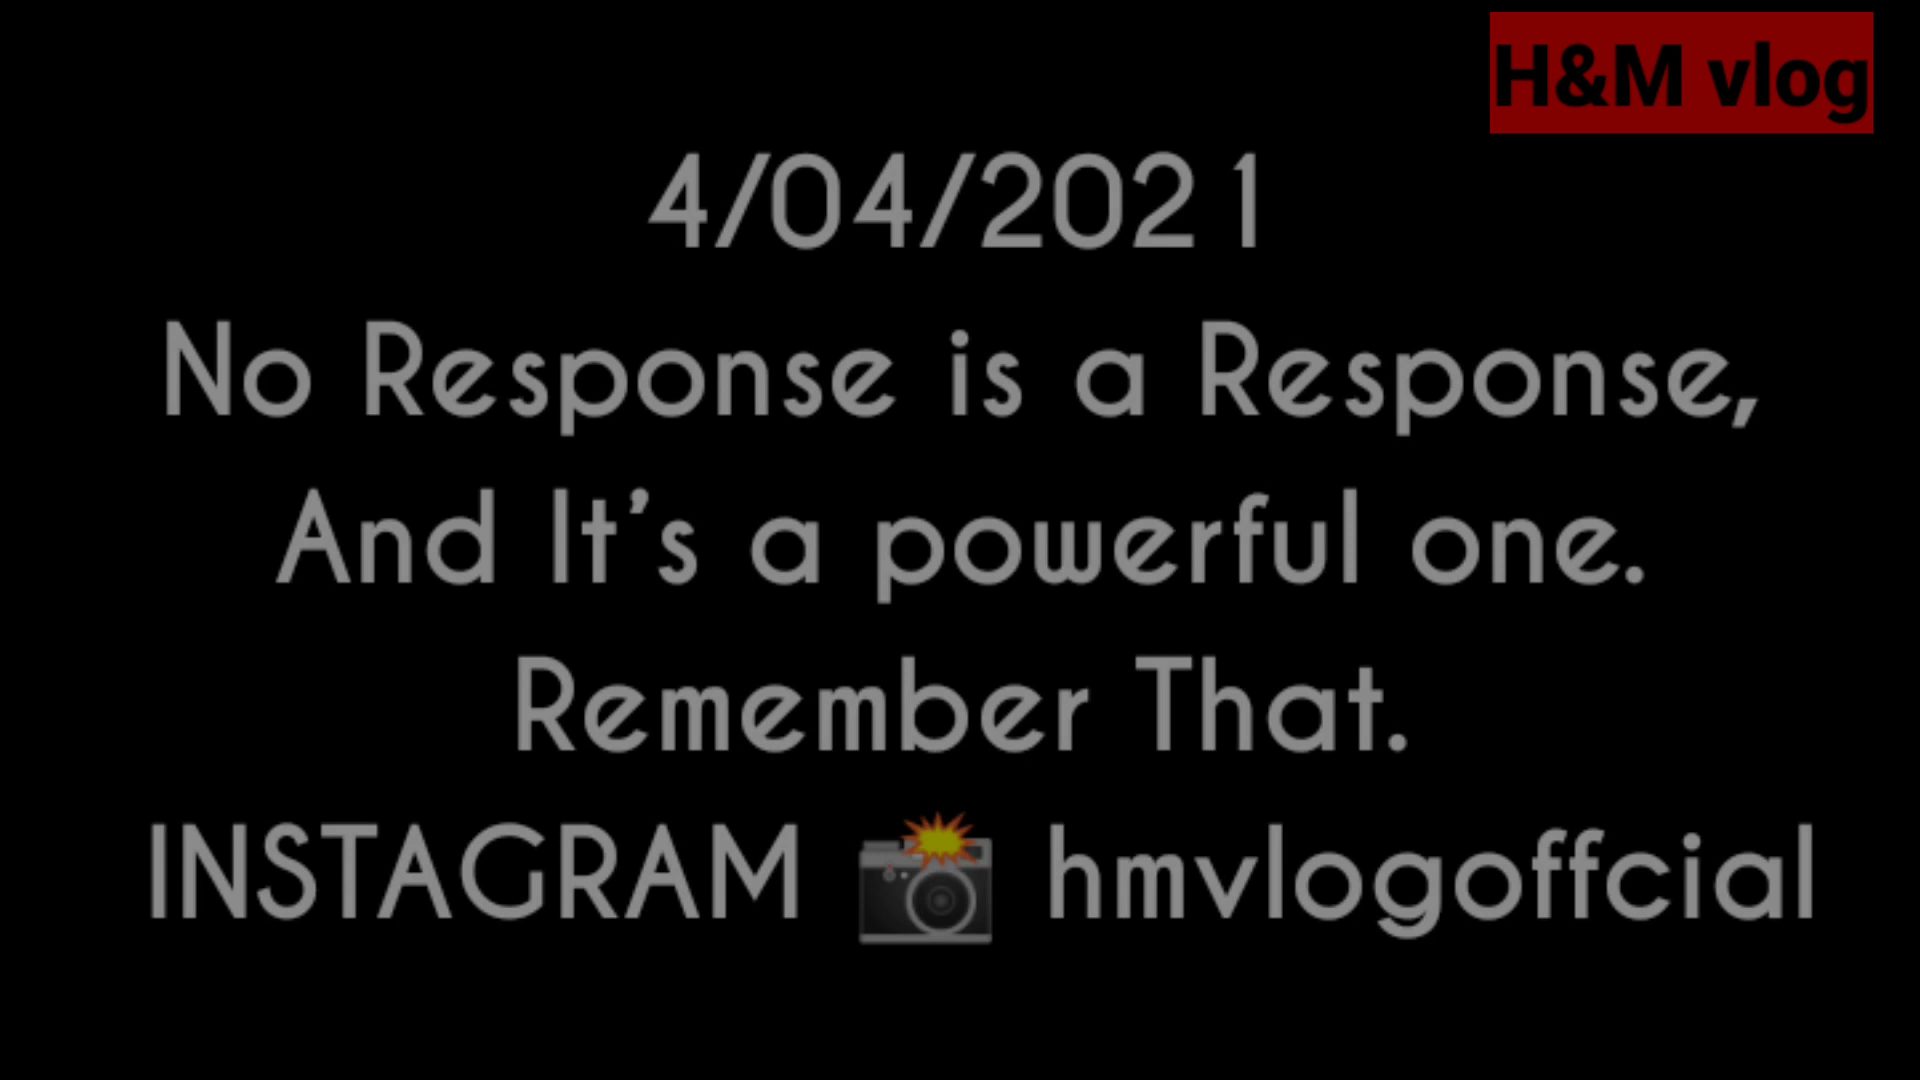 H&M vlog
4/04/2021
No Response is a Response,
And It's a powerful one.
Remember That.
INSTAGRAM 📸 hmvlogoffcial